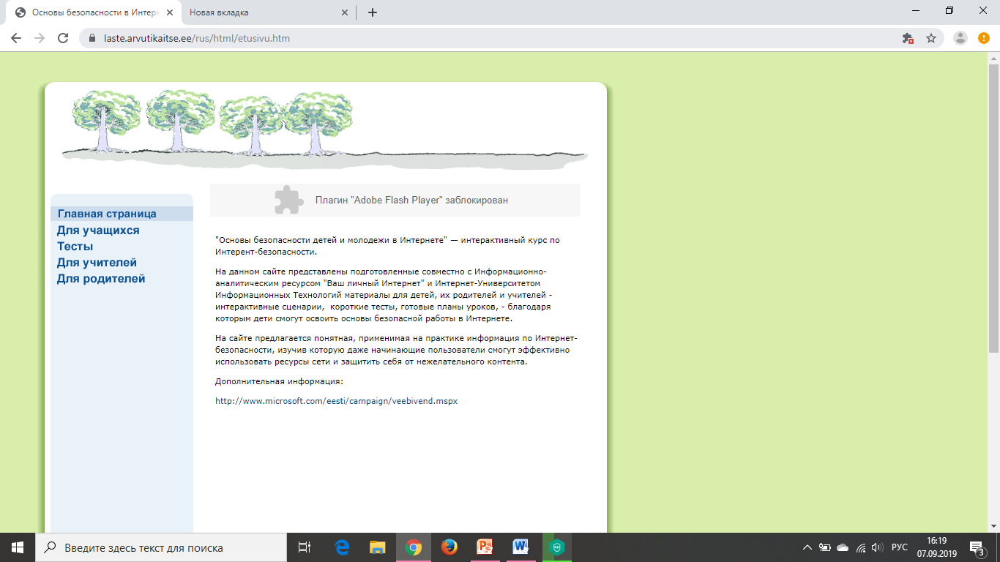 Основы безопасности в Интерн
Новая вкладка
laste.arvutikaitse.ee/rus/html/etusivu.htm
Плагин "Adobe Flash Player" заблокирован
Главная страница
Для учащихся
Тесты
Для учителей
Для родителей
"Основы безопасности детей и молодежи в Интернете" — интерактивный курс по
Интерент-безопасности.
На данном сайте представлены подготовленные совместно с Информационно-
аналитическим ресурсом "Ваш личный Интернет" и Интернет-Университетом
Информационных Технологий материалы для детей, их родителей и учителей -
интерактивные сценарии, короткие тесты, готовые планы уроков, - благодаря
которым дети смогут освоить основы безопасной работы в Интернете.
На сайте предлагается понятная, применимая на практике информация по Интернет-
безопасности, изучив которую даже начинающие пользователи смогут эффективно
использовать ресурсы сети и защитить себя от нежелательного контента.
Дополнительная информация:
http://www.microsoft.com/eesti/campaign/veebivend.mspx
Введите здесь текст для поиска
РУС
16:19
07.09.2019
3